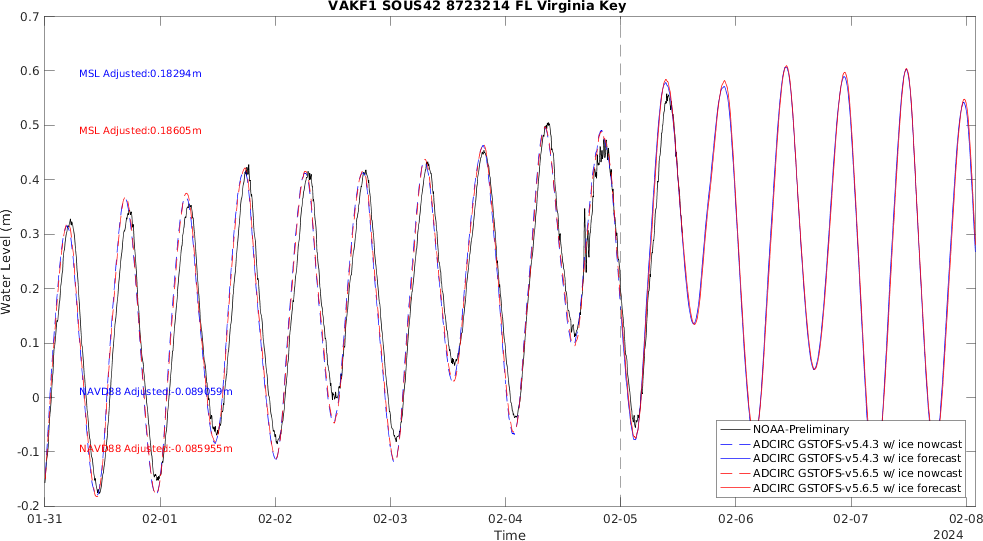 VAKF1 SOUS42 8723214 FL Virginia Key
0.7
0.6
0.5
0.4
0.3
0.2
0.1
0
-0.1
-0.2
Water Level (m)
MSL Adjusted:0.18294m
MSL Adjusted:0.18605m
NAVD88 Adjusted:-0.089059m
NAVD88 Adjusted:-0.085955m
NOAA-Preliminary
ADCIRC GSTOFS-v5.4.3 w/ ice nowcast
ADCIRC GSTOFS-v5.4.3 w/ ice forecast
ADCIRC GSTOFS-v5.6.5 w/ ice nowcast
ADCIRC GSTOFS-v5.6.5 w/ ice forecast
01-31 02-01 02-02 02-03 02-04 02-05 02-06 02-07 02-08
Time
2024